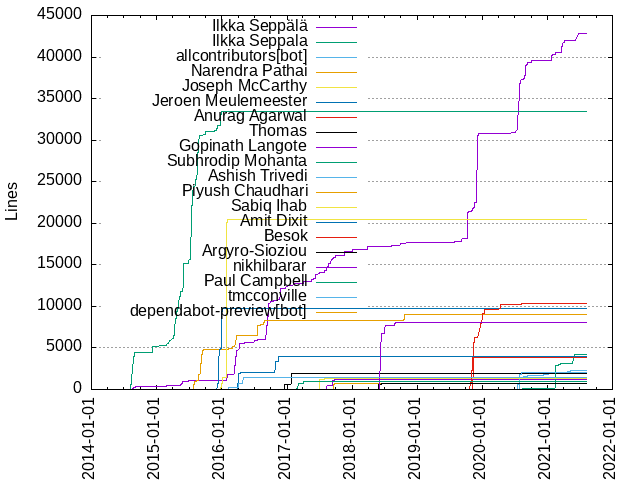 45000
40000
35000
30000
25000
20000
15000
10000
5000
0
Lines
Ilkka Seppälä
Ilkka Seppala
allcontributors[bot]
Narendra Pathai
Joseph McCarthy
Jeroen Meulemeester
Anurag Agarwal
Thomas
Gopinath Langote
Subhrodip Mohanta
Ashish Trivedi
Piyush Chaudhari
Sabiq Ihab
Amit Dixit
Besok
Argyro-Sioziou
nikhilbarar
Paul Campbell
tmcconville
dependabot-preview[bot]
2014-01-01
2015-01-01
2016-01-01
2017-01-01
2018-01-01
2019-01-01
2020-01-01
2021-01-01
2022-01-01